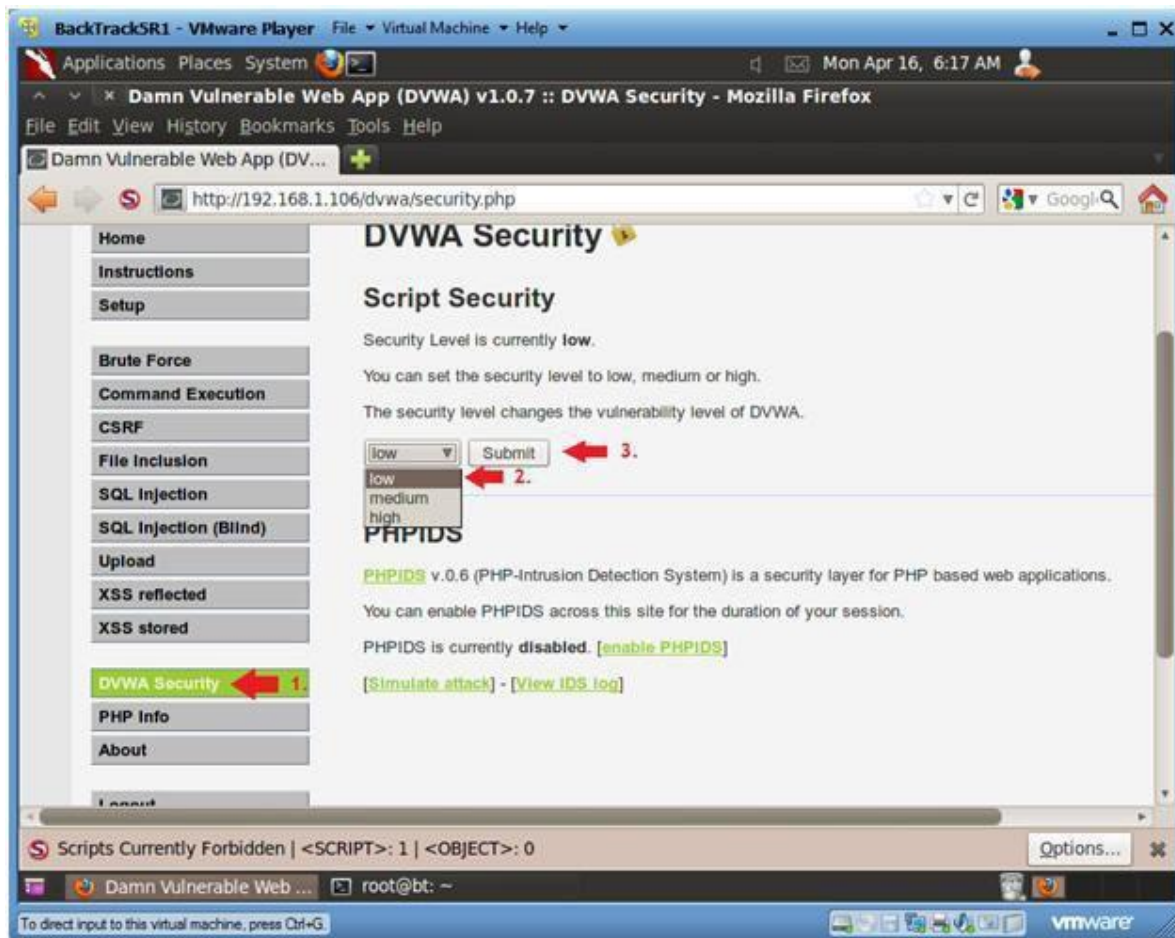 BackTrack5R1 - VMware Player File Virtual Machine Help
Applications Places System Mon Apr 16, 6:17 AM
Damn Vulnerable Web App (DVWA) v1.0.7 :: DVWA Security - Mozilla Firefox
File Edit View History Bookmarks Tools Help
Damn Vulnerable Web App (DV...
http://192.168.1.106/dvwa/security.php Googl
Home
Instructions
Setup
Brute Force
Command Execution
CSRF
File Inclusion
SQL Injection
SQL Injection (Blind)
Upload
XSS reflected
XSS stored
DVWA Security 1.
PHP Info
About
Logout
DVWA Security
Script Security
Security Level is currently low.
You can set the security level to low, medium or high.
The security level changes the vulnerability level of DVWA.
low Submit 3.
low 2.
medium
high
PHPIDS
PHPIDS v.0.6 (PHP-Intrusion Detection System) is a security layer for PHP based web applications.
You can enable PHPIDS across this site for the duration of your session.
PHPIDS is currently disabled. [enable PHPIDS]
[Simulate attack] - [View IDS log]
Scripts Currently Forbidden | <SCRIPT>: 1 | <OBJECT>: 0 Options...
Damn Vulnerable Web ... root@bt: ~
To direct input to this virtual machine, press Ctrl+G. vmware